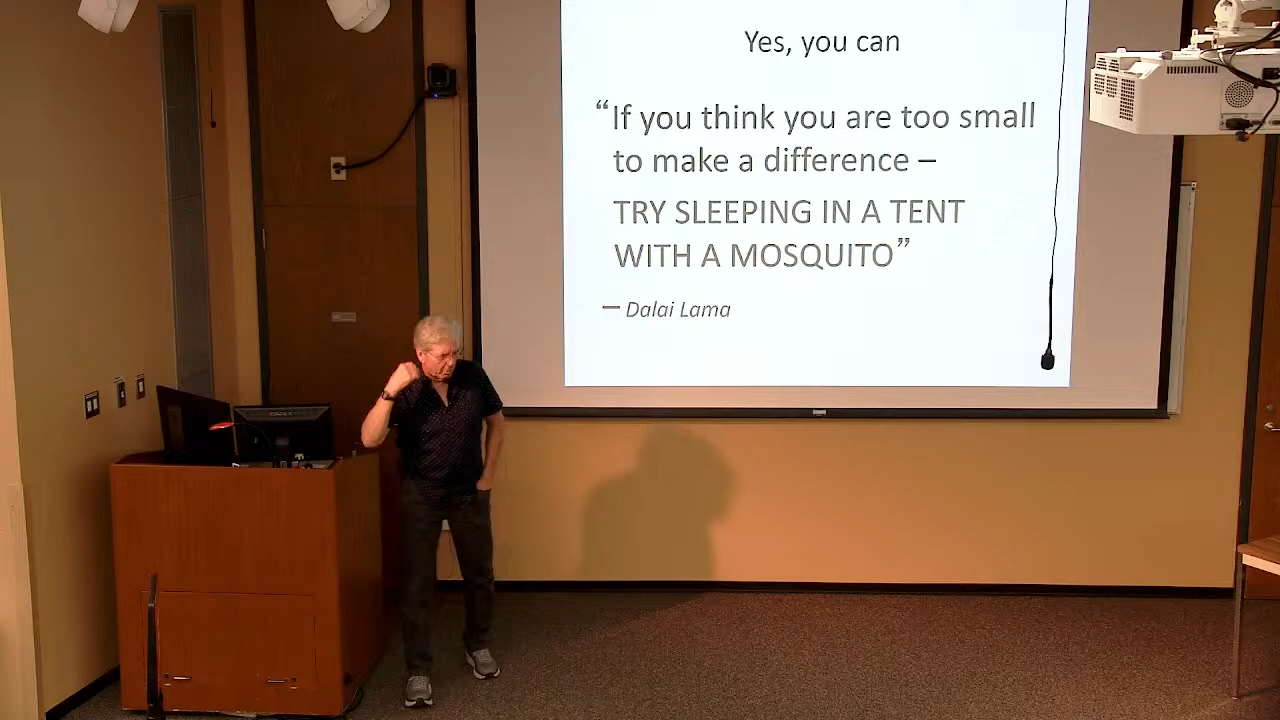 Yes, you can
“If you think you are too small
to make a difference –
TRY SLEEPING IN A TENT
WITH A MOSQUITO”
— Dalai Lama